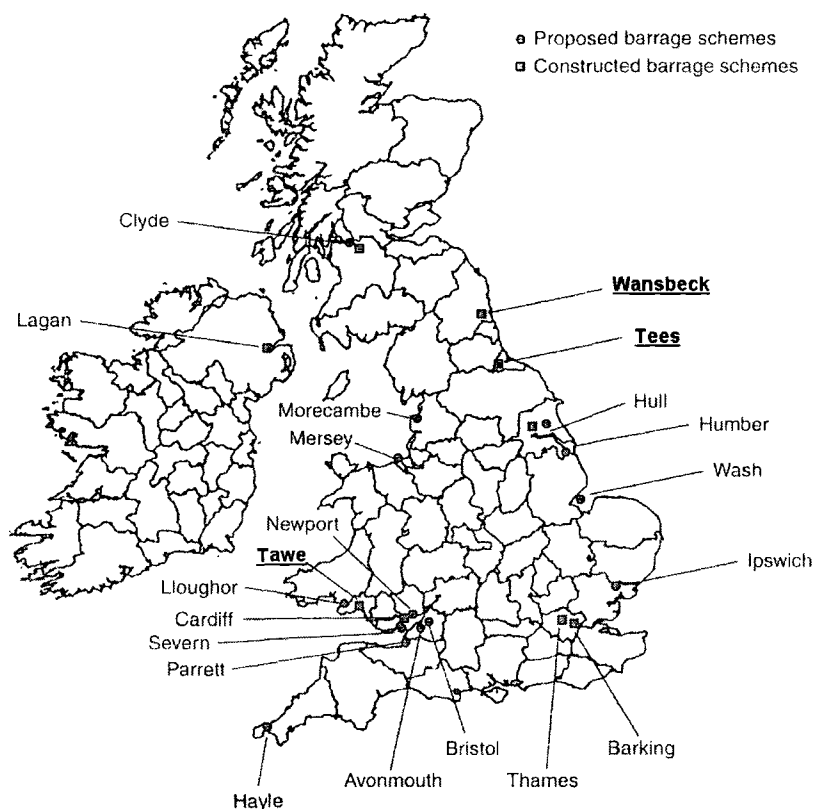 Proposed barrage schemes
Constructed barrage schemes
Clyde
Wansbeck
Lagan
Tees
Morecambe
Hull
Mersey
Humber
Wash
Newport
Tawe
Ipswich
Lloughor
Cardiff
Severn
Parrett
Bristol
Barking
Avonmouth
Thames
Hayle